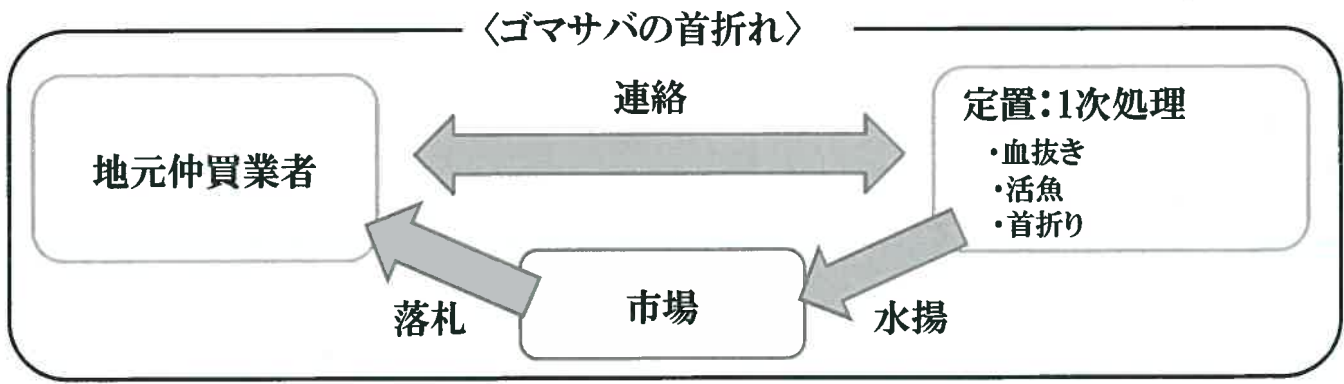 〈ゴマサバの首折れ〉
連絡
地元仲買業者
定置:1次処理
・血抜き
・活魚
・首折り
落札
市場
水揚